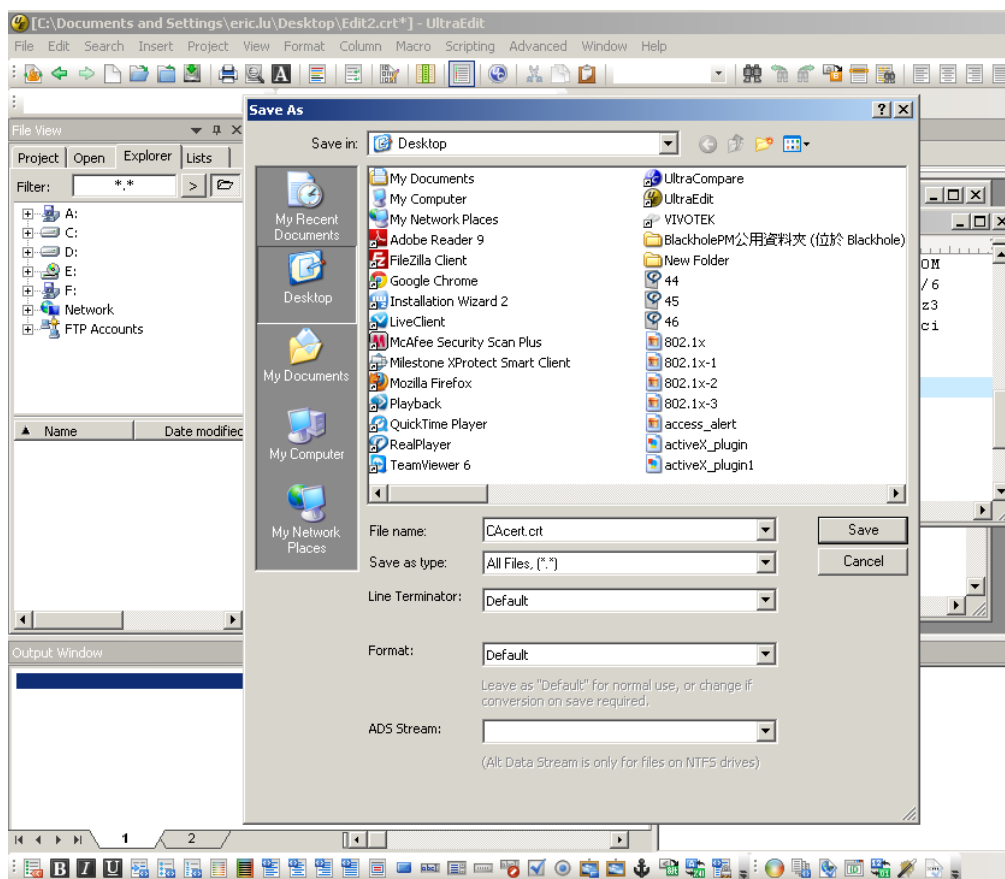 [C:\Documents and Settings\eric.lu\Desktop\Edit2.crt*] - UltraEdit
File Edit Search Insert Project View Format Column Macro Scripting Advanced Window Help
Save As
File View
Save in: Desktop
Project Open Explorer Lists
Filter: *.*
A:
C:
D:
E:
F:
Network
FTP Accounts
Name Date modified
My Recent Documents
Desktop
My Documents
My Computer
My Network Places
My Documents
My Computer
My Network Places
Adobe Reader 9
FileZilla Client
Google Chrome
Installation Wizard 2
LiveClient
McAfee Security Scan Plus
Milestone XProtect Smart Client
Mozilla Firefox
Playback
QuickTime Player
RealPlayer
TeamViewer 6
UltraCompare
UltraEdit
VIVOTEK
BlackholePM公用資料夾 (位於 Blackhole)
New Folder
44
45
46
802.1x
802.1x-1
802.1x-2
802.1x-3
access_alert
activeX_plugin
activeX_plugin1
OM
/6
z3
ci
File name: CAcert.crt Save
Save as type: All Files, (*.*) Cancel
Line Terminator: Default
Format: Default
Leave as "Default" for normal use, or change if
conversion on save required.
ADS Stream:
(Alt Data Stream is only for files on NTFS drives)
Output Window
1 2
B I U